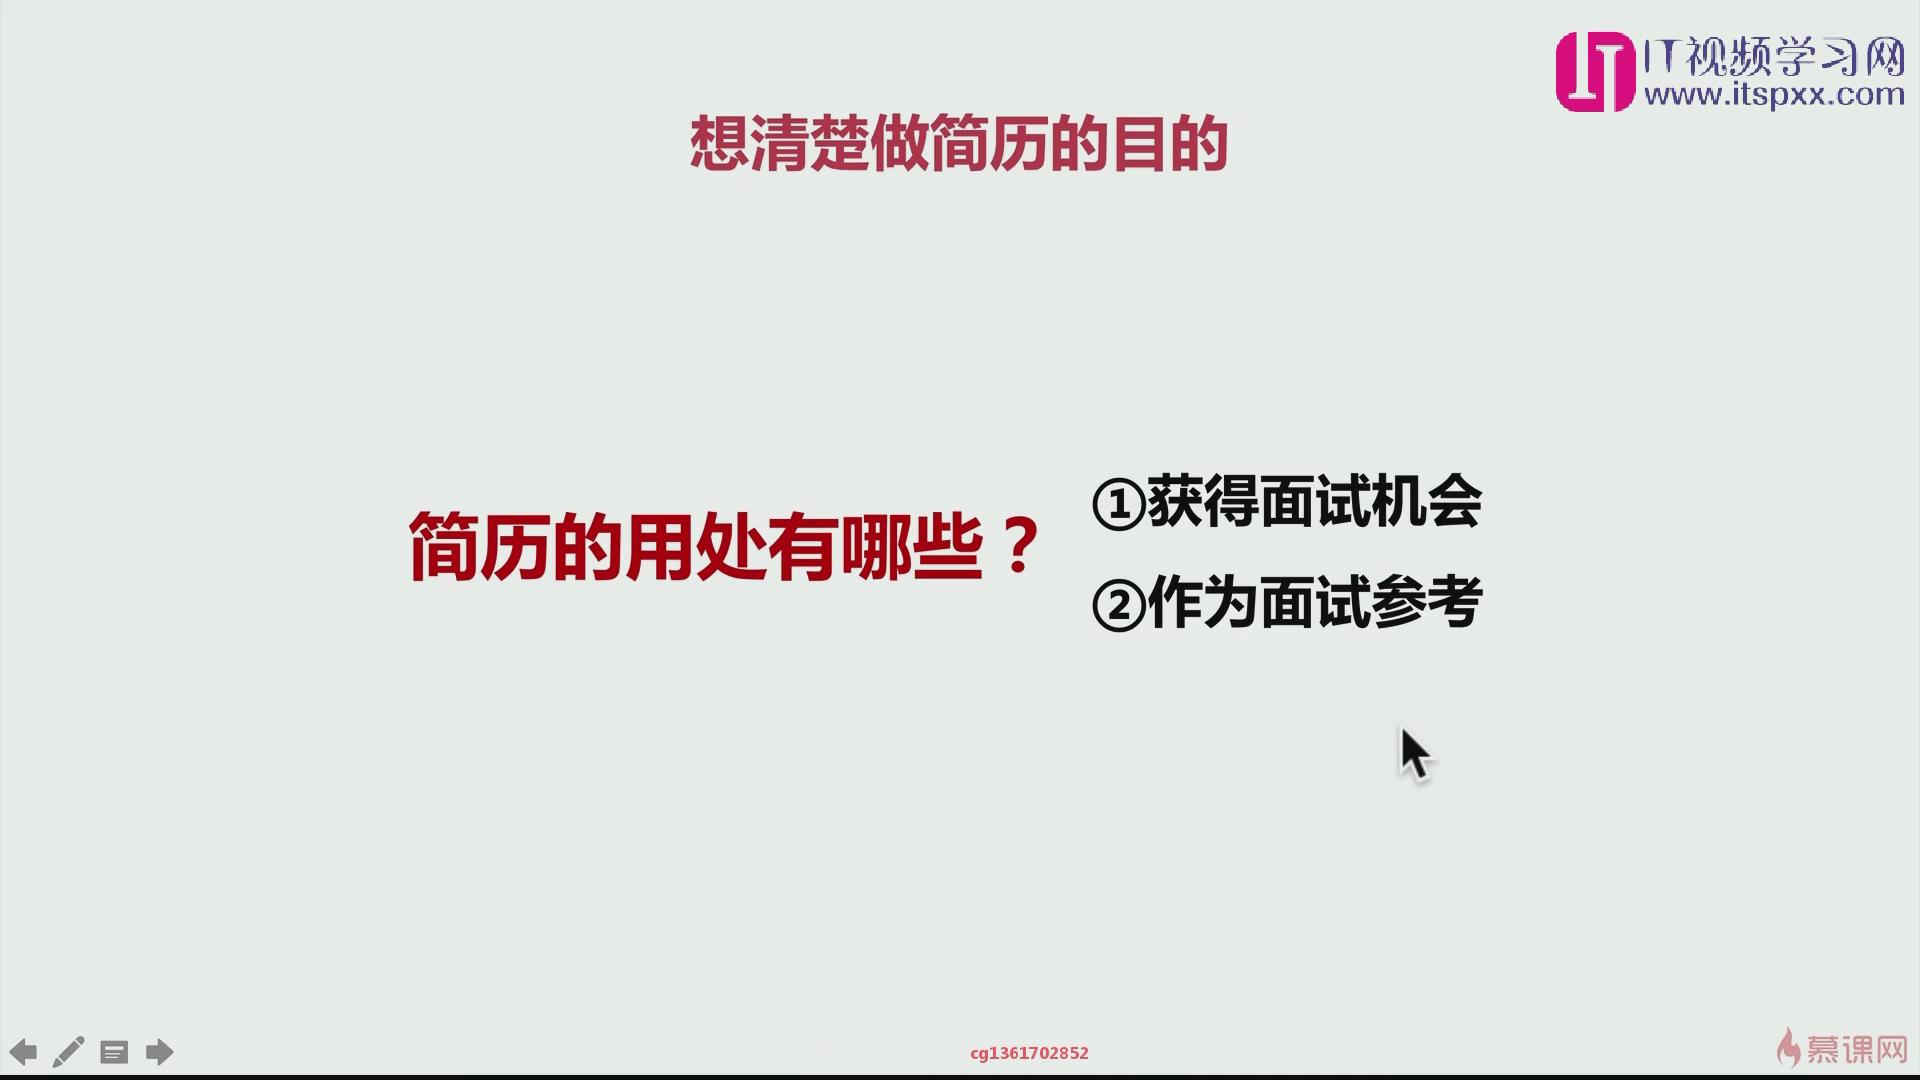 IT视频学习网
www.itspxx.com
想清楚做简历的目的
简历的用处有哪些？
①获得面试机会
②作为面试参考
cg1361702852
慕课网